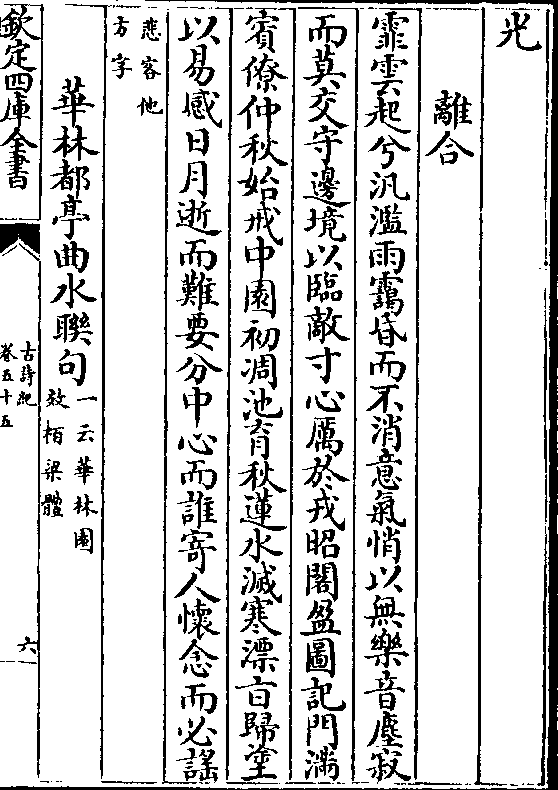 光
離合
霏雲起兮汎濫雨靄昏而不消意氣悄以無樂音塵寂
而莫交守邊境以臨敵寸心厲於戎昭閣盈圖記門滿
賓僚仲秋始戒中園初凋池育秋蓮水滅寒漂旨歸塗
以易感日月逝而難要分中心而誰寄人懷念而必謡
悲客他
方字
華林都亭曲水聯句一云華林園
效栢梁體
欽定四庫全書
古詩紀
卷五十五
六